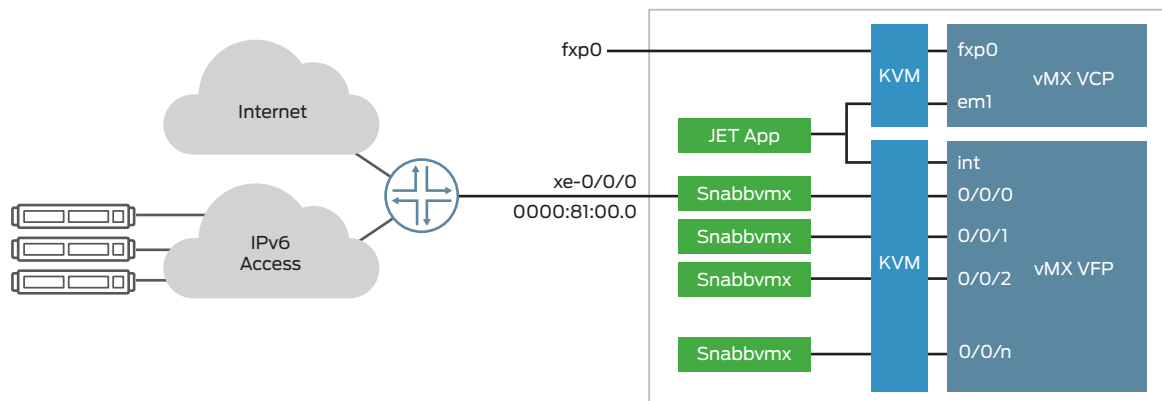 Internet
IPv6
Access
xe-0/0/0
0000:81:00.0
fxp0
JET App
Snabbvmx
Snabbvmx
Snabbvmx
Snabbvmx
KVM
KVM
fxp0
em1
vMX VCP
int
0/0/0
0/0/1
0/0/2
0/0/n
vMX VFP